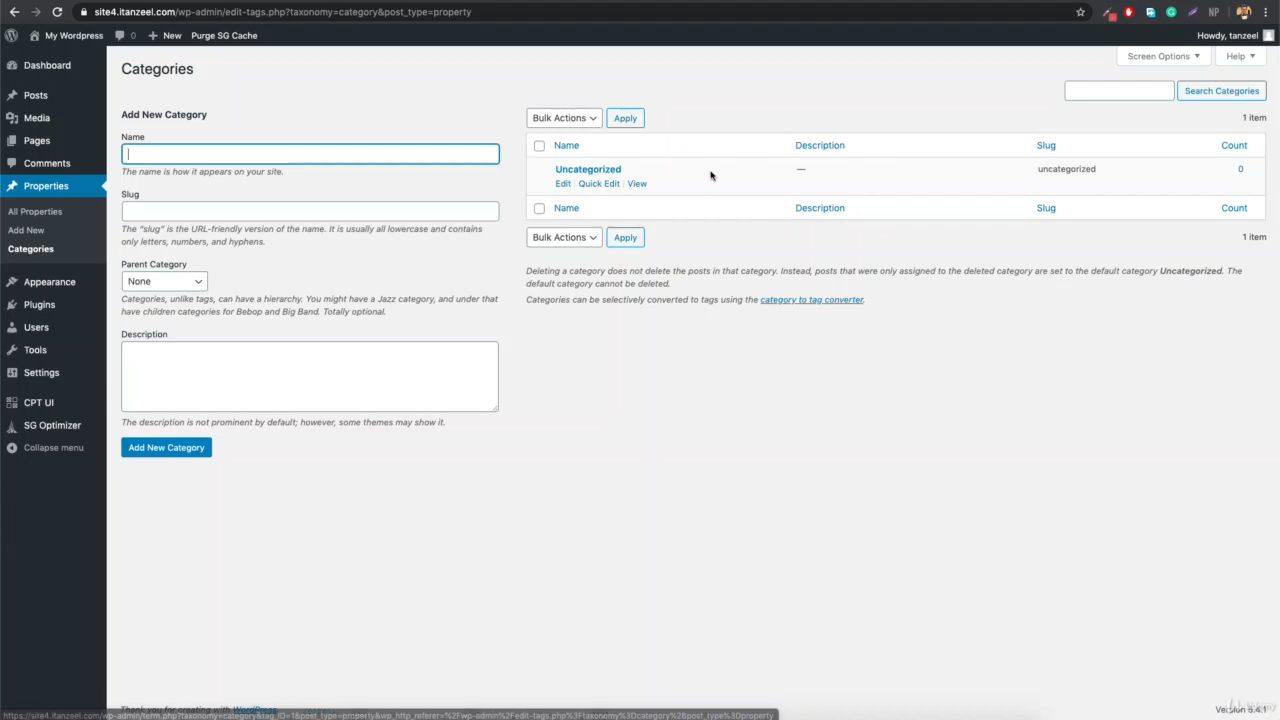 site4.itanzeel.com/wp-admin/edit-tags.php?taxonomy=category&post_type=property
NP
My Wordpress
0
New
Purge SG Cache
Howdy, tanzeel
Dashboard
Posts
Media
Pages
Comments
Properties
All Properties
Add New
Categories
Appearance
Plugins
Users
Tools
Settings
CPT UI
SG Optimizer
Collapse menu
Screen Options
Help
Categories
Search Categories
Add New Category
Name
The name is how it appears on your site.
Slug
The “slug” is the URL-friendly version of the name. It is usually all lowercase and contains
only letters, numbers, and hyphens.
Parent Category
None
Categories, unlike tags, can have a hierarchy. You might have a Jazz category, and under that
have children categories for Bebop and Big Band. Totally optional.
Description
The description is not prominent by default; however, some themes may show it.
Add New Category
Bulk Actions
Apply
1 item
Name
Description
Slug
Count
Uncategorized
—
uncategorized
0
Edit | Quick Edit | View
Name
Description
Slug
Count
Bulk Actions
Apply
1 item
Deleting a category does not delete the posts in that category. Instead, posts that were only assigned to the deleted category are set to the default category Uncategorized. The
default category cannot be deleted.
Categories can be selectively converted to tags using the category to tag converter.
Thank you for creating with WordPress.
https://site4.itanzeel.com/wp-admin/term.php?taxonomy=category&tag_ID=1&post_type=property&wp_http_referer=%2Fwp-admin%2Fedit-tags.php%3Ftaxonomy%3Dcategory%26post_type%3Dproperty
Version 5.4.1